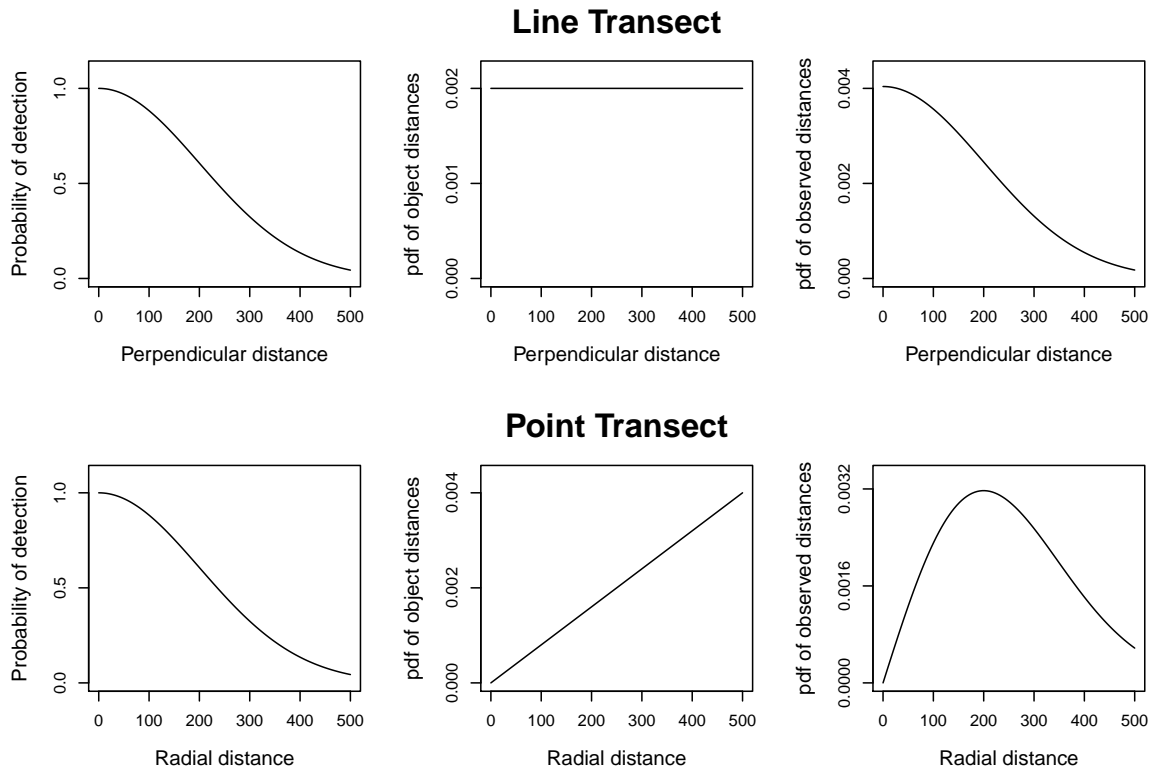 Line Transect
Probability of detection
0.0 0.5 1.0
0 100 200 300 400 500
Perpendicular distance
pdf of object distances
0.000 0.001 0.002
0 100 200 300 400 500
Perpendicular distance
pdf of observed distances
0.000 0.002 0.004
0 100 200 300 400 500
Perpendicular distance
Point Transect
Probability of detection
0.0 0.5 1.0
0 100 200 300 400 500
Radial distance
pdf of object distances
0.000 0.002 0.004
0 100 200 300 400 500
Radial distance
pdf of observed distances
0.0000 0.0016 0.0032
0 100 200 300 400 500
Radial distance